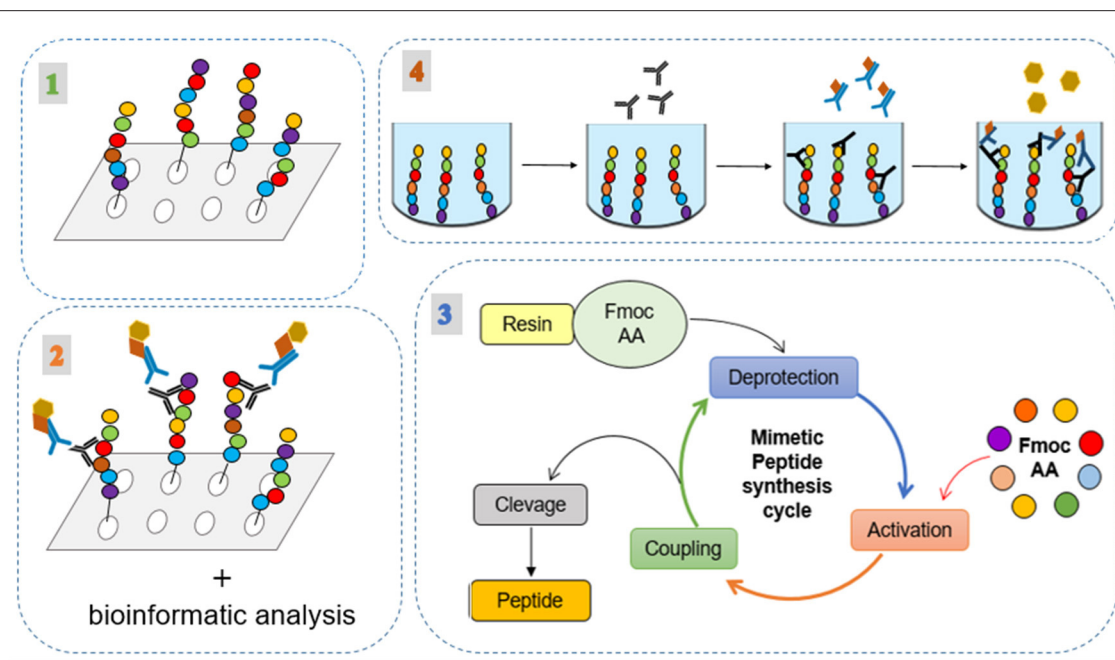 1
4
2
+
bioinformatic analysis
3
Resin
Fmoc
AA
Deprotection
Mimetic
Peptide
synthesis
cycle
Fmoc
AA
Activation
Coupling
Clevage
Peptide